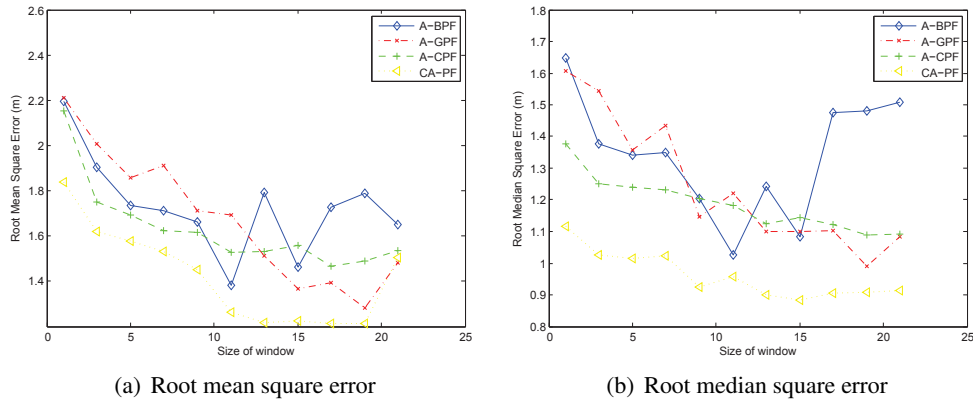 2.6
2.4
2.2
2
1.8
1.6
1.4
Root Mean Square Error (m)
0 5 10 15 20 25
Size of window
A−BPF
A−GPF
A−CPF
CA−PF
(a) Root mean square error
1.8
1.7
1.6
1.5
1.4
1.3
1.2
1.1
1
0.9
0.8
Root Median Square Error (m)
0 5 10 15 20 25
Size of window
A−BPF
A−GPF
A−CPF
CA−PF
(b) Root median square error